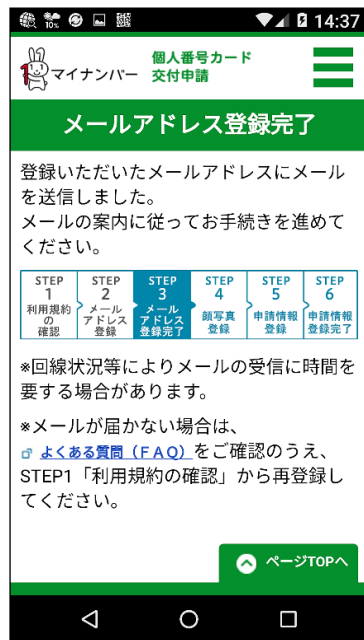 10%
14:37
マイナンバー
個人番号カード
交付申請
メールアドレス登録完了
登録いただいたメールアドレスにメール
を送信しました。
メールの案内に従ってお手続きを進めて
ください。
STEP
1
利用規約
の
確認
STEP
2
メール
アドレス
登録
STEP
3
メール
アドレス
登録完了
STEP
4
顔写真
登録
STEP
5
申請情報
登録
STEP
6
申請情報
登録完了
※回線状況等によりメールの受信に時間を
要する場合があります。
※メールが届かない場合は、
よくある質問（ＦＡＱ）をご確認のうえ、
STEP1「利用規約の確認」から再登録し
てください。
ページTOPへ